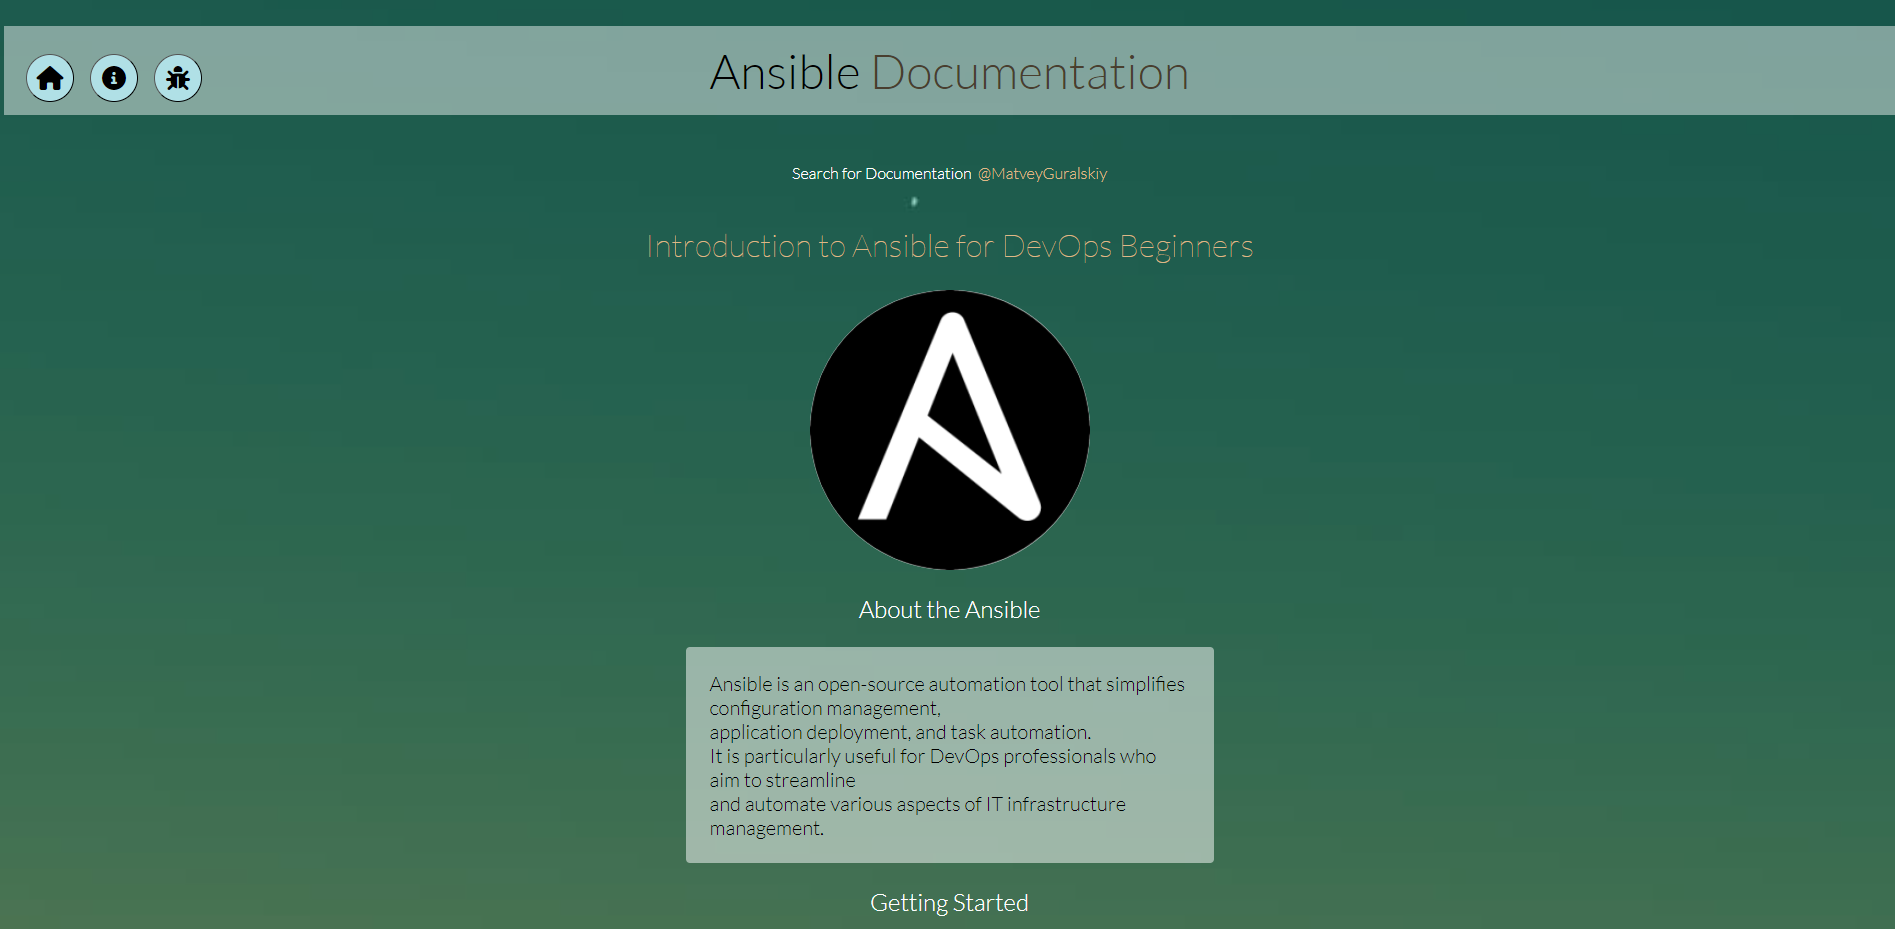 Ansible Documentation
Search for Documentation @MatveyGuralskiy
Introduction to Ansible for DevOps Beginners
About the Ansible
Ansible is an open-source automation tool that simplifies
configuration management,
application deployment, and task automation.
It is particularly useful for DevOps professionals who
aim to streamline
and automate various aspects of IT infrastructure
management.
Getting Started